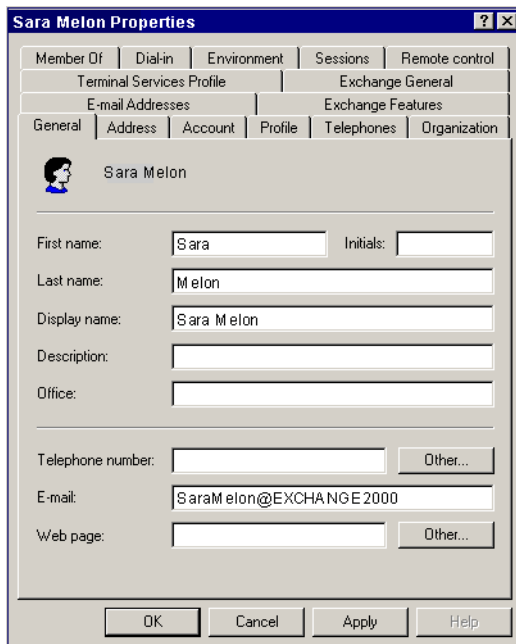 Sara Melon Properties ? ×
Member Of Dial-in Environment Sessions Remote control
Terminal Services Profile Exchange General
E-mail Addresses Exchange Features
General Address Account Profile Telephones Organization
Sara Melon
First name: Sara Initials:
Last name: Melon
Display name: Sara Melon
Description:
Office:
Telephone number: Other...
E-mail: SaraMelon@EXCHANGE2000
Web page: Other...
OK Cancel Apply Help